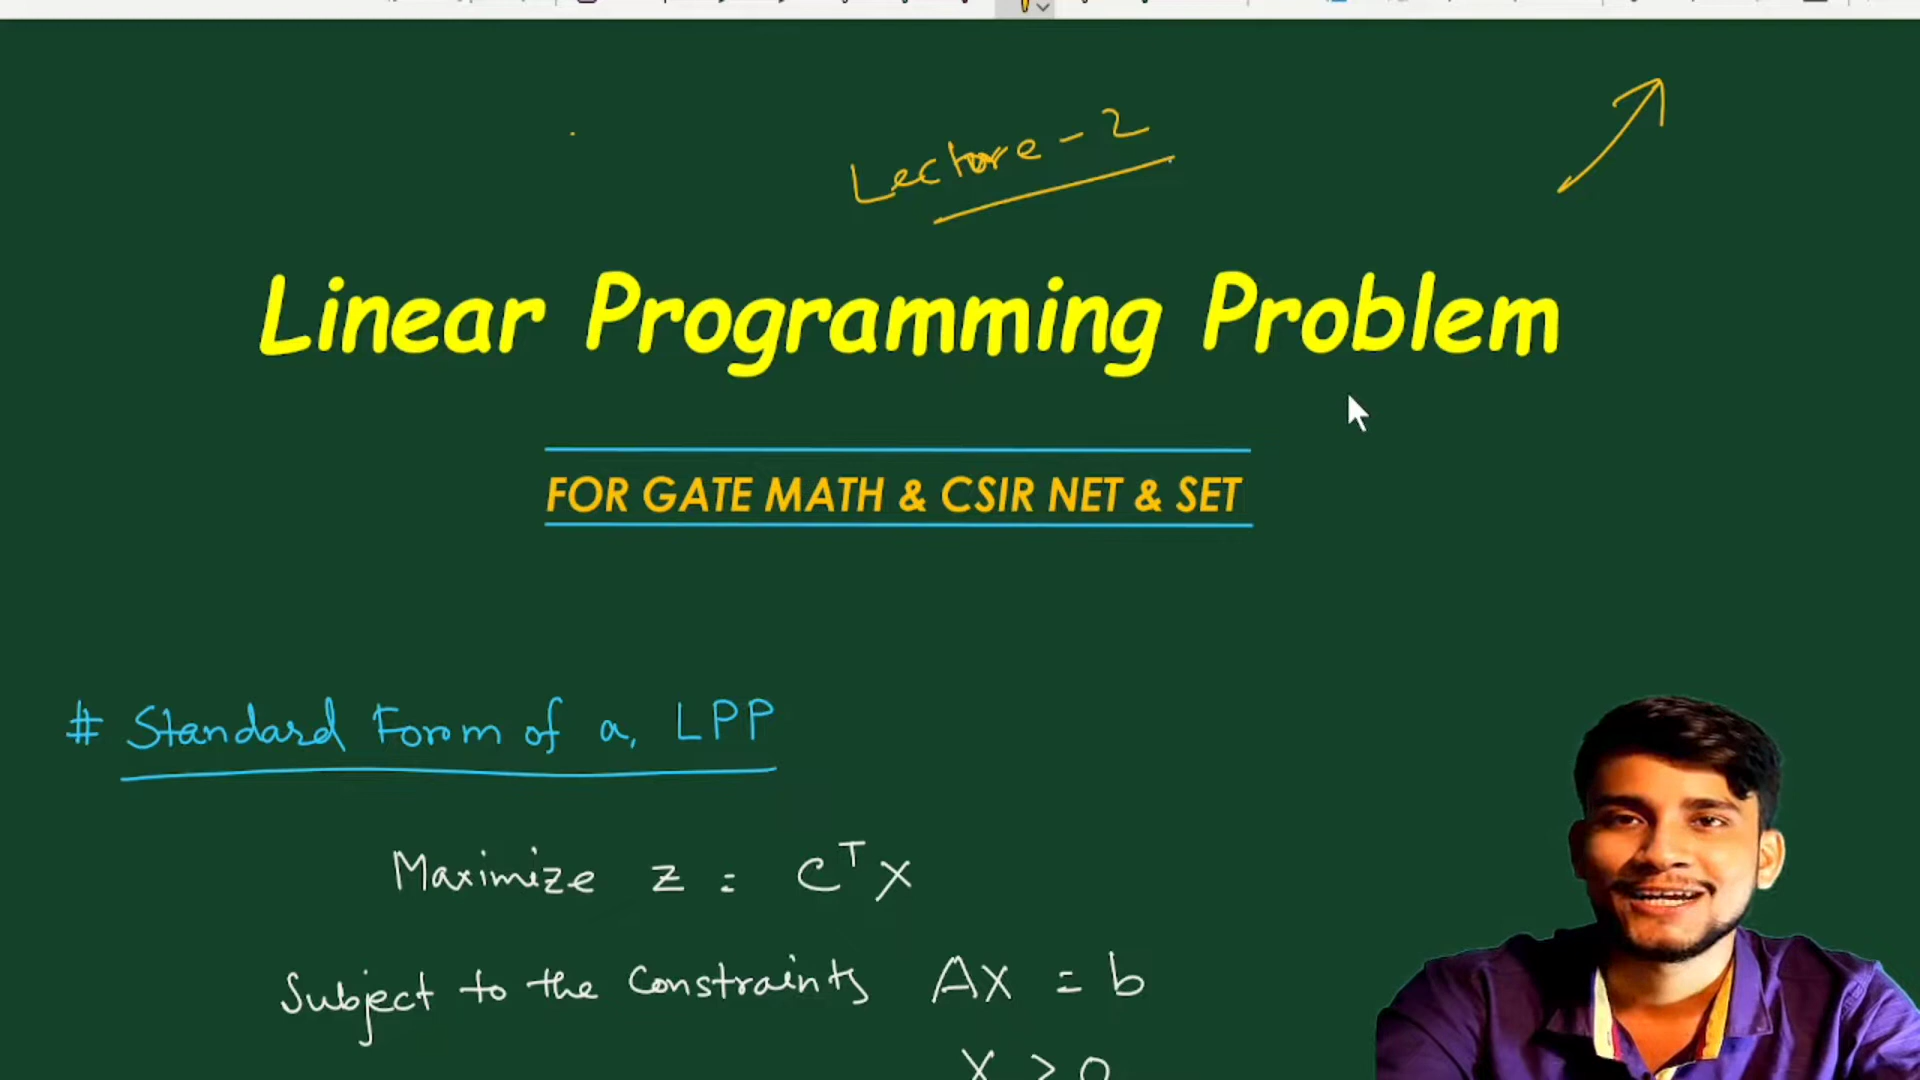 Lecture - 2
Linear Programming Problem
FOR GATE MATH & CSIR NET & SET
# Standard Form of a LPP
Maximize z = C^T X
Subject to the Constraints AX = b
X > 0